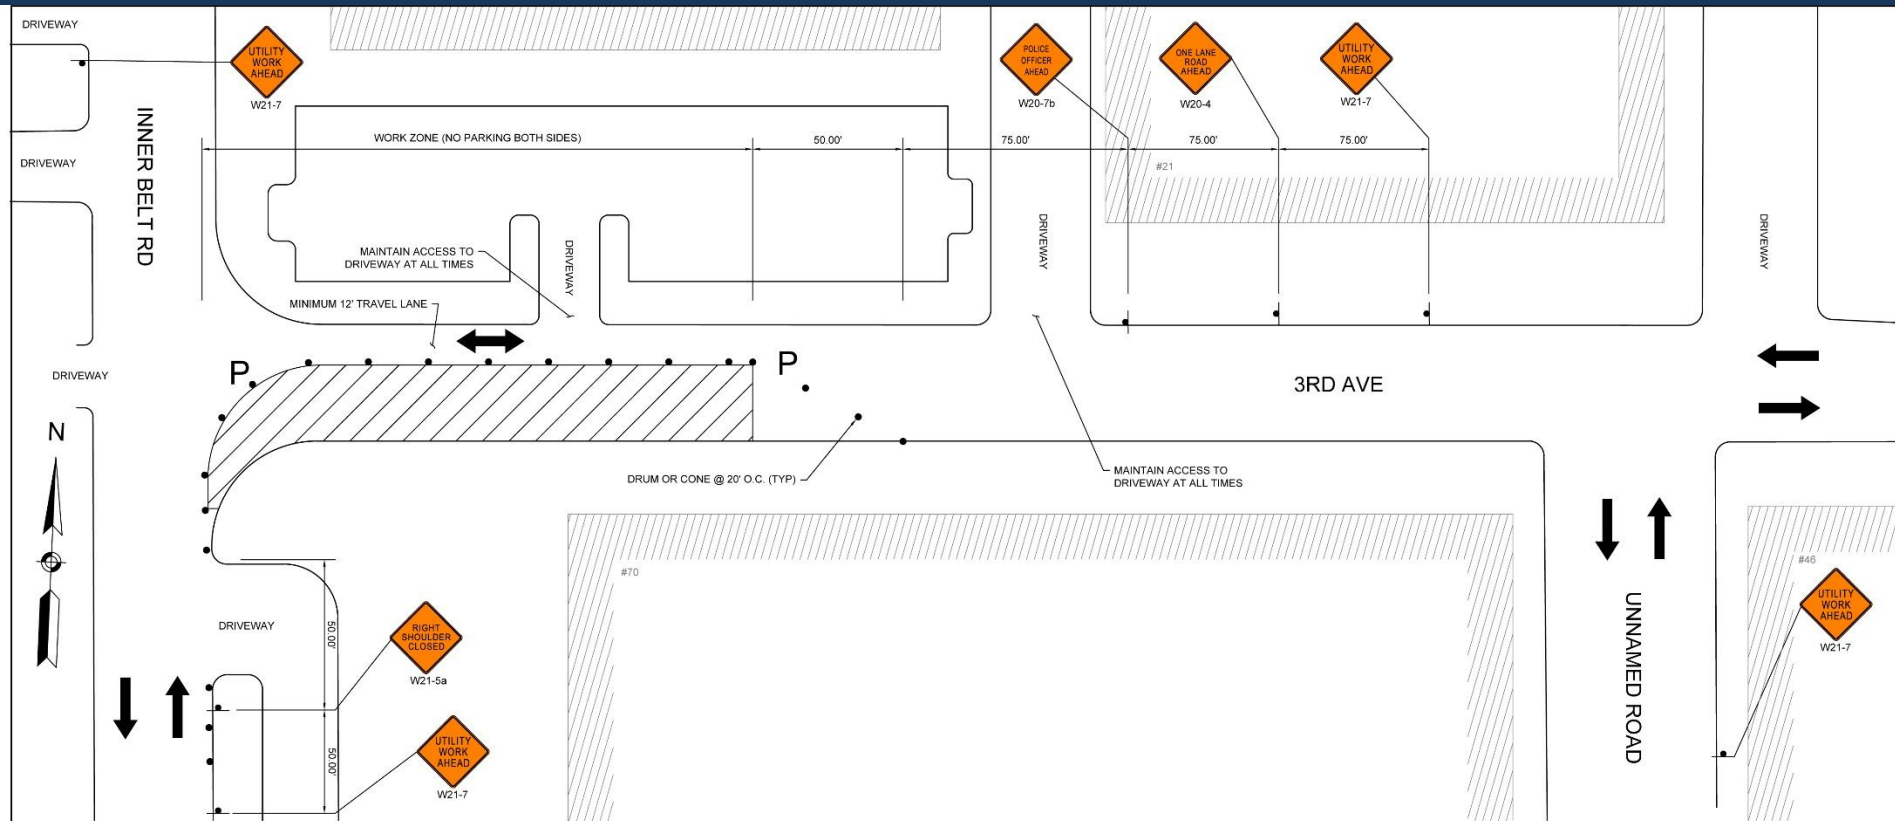 DRIVEWAY
UTILITY
WORK
AHEAD
W21-7
POLICE
OFFICER
AHEAD
W20-7b
ONE LANE
ROAD
AHEAD
W20-4
UTILITY
WORK
AHEAD
W21-7
INNER BELT RD
WORK ZONE (NO PARKING BOTH SIDES)
50.00'
75.00'
75.00'
75.00'
DRIVEWAY
#21
MAINTAIN ACCESS TO
DRIVEWAY AT ALL TIMES
DRIVEWAY
DRIVEWAY
DRIVEWAY
MINIMUM 12' TRAVEL LANE
P
P
DRIVEWAY
3RD AVE
N
DRUM OR CONE @ 20' O.C. (TYP)
MAINTAIN ACCESS TO
DRIVEWAY AT ALL TIMES
#70
#46
DRIVEWAY
50.00'
RIGHT
SHOULDER
CLOSED
W21-5a
UNNAMED ROAD
UTILITY
WORK
AHEAD
W21-7
50.00'
UTILITY
WORK
AHEAD
W21-7